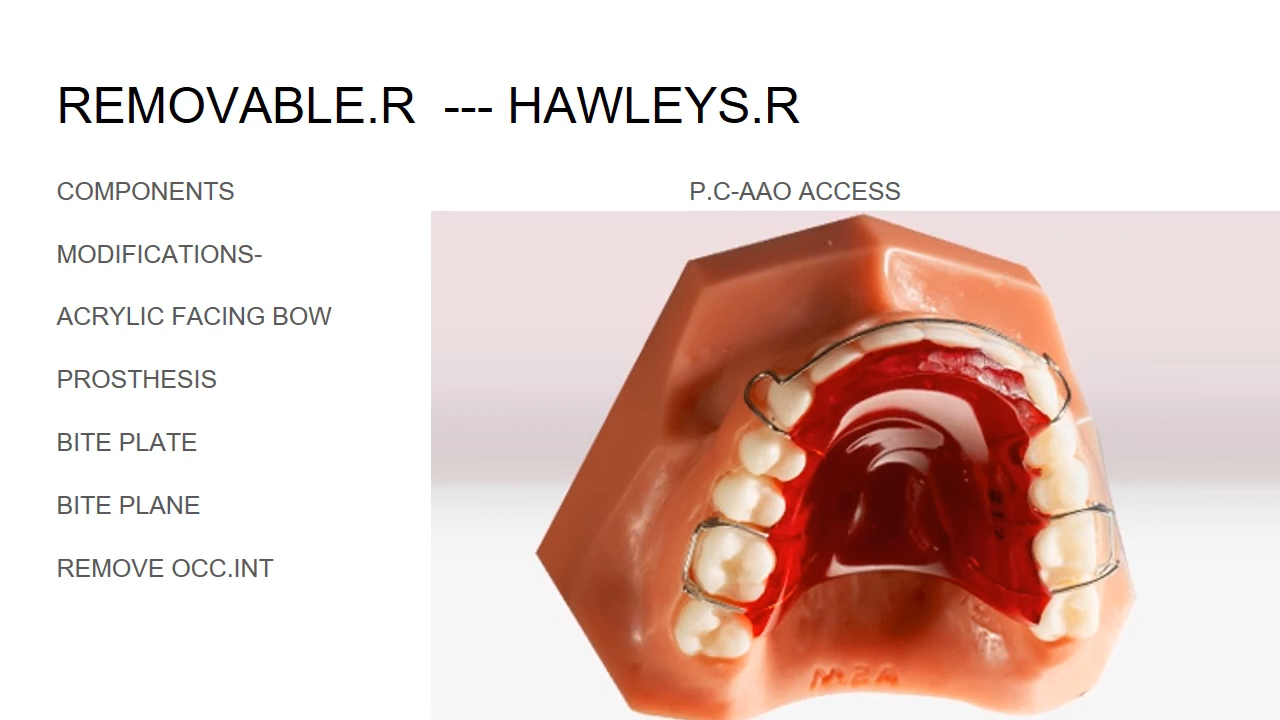 REMOVABLE.R --- HAWLEYS.R
COMPONENTS
P.C-AAO ACCESS
MODIFICATIONS-
ACRYLIC FACING BOW
PROSTHESIS
BITE PLATE
BITE PLANE
REMOVE OCC.INT